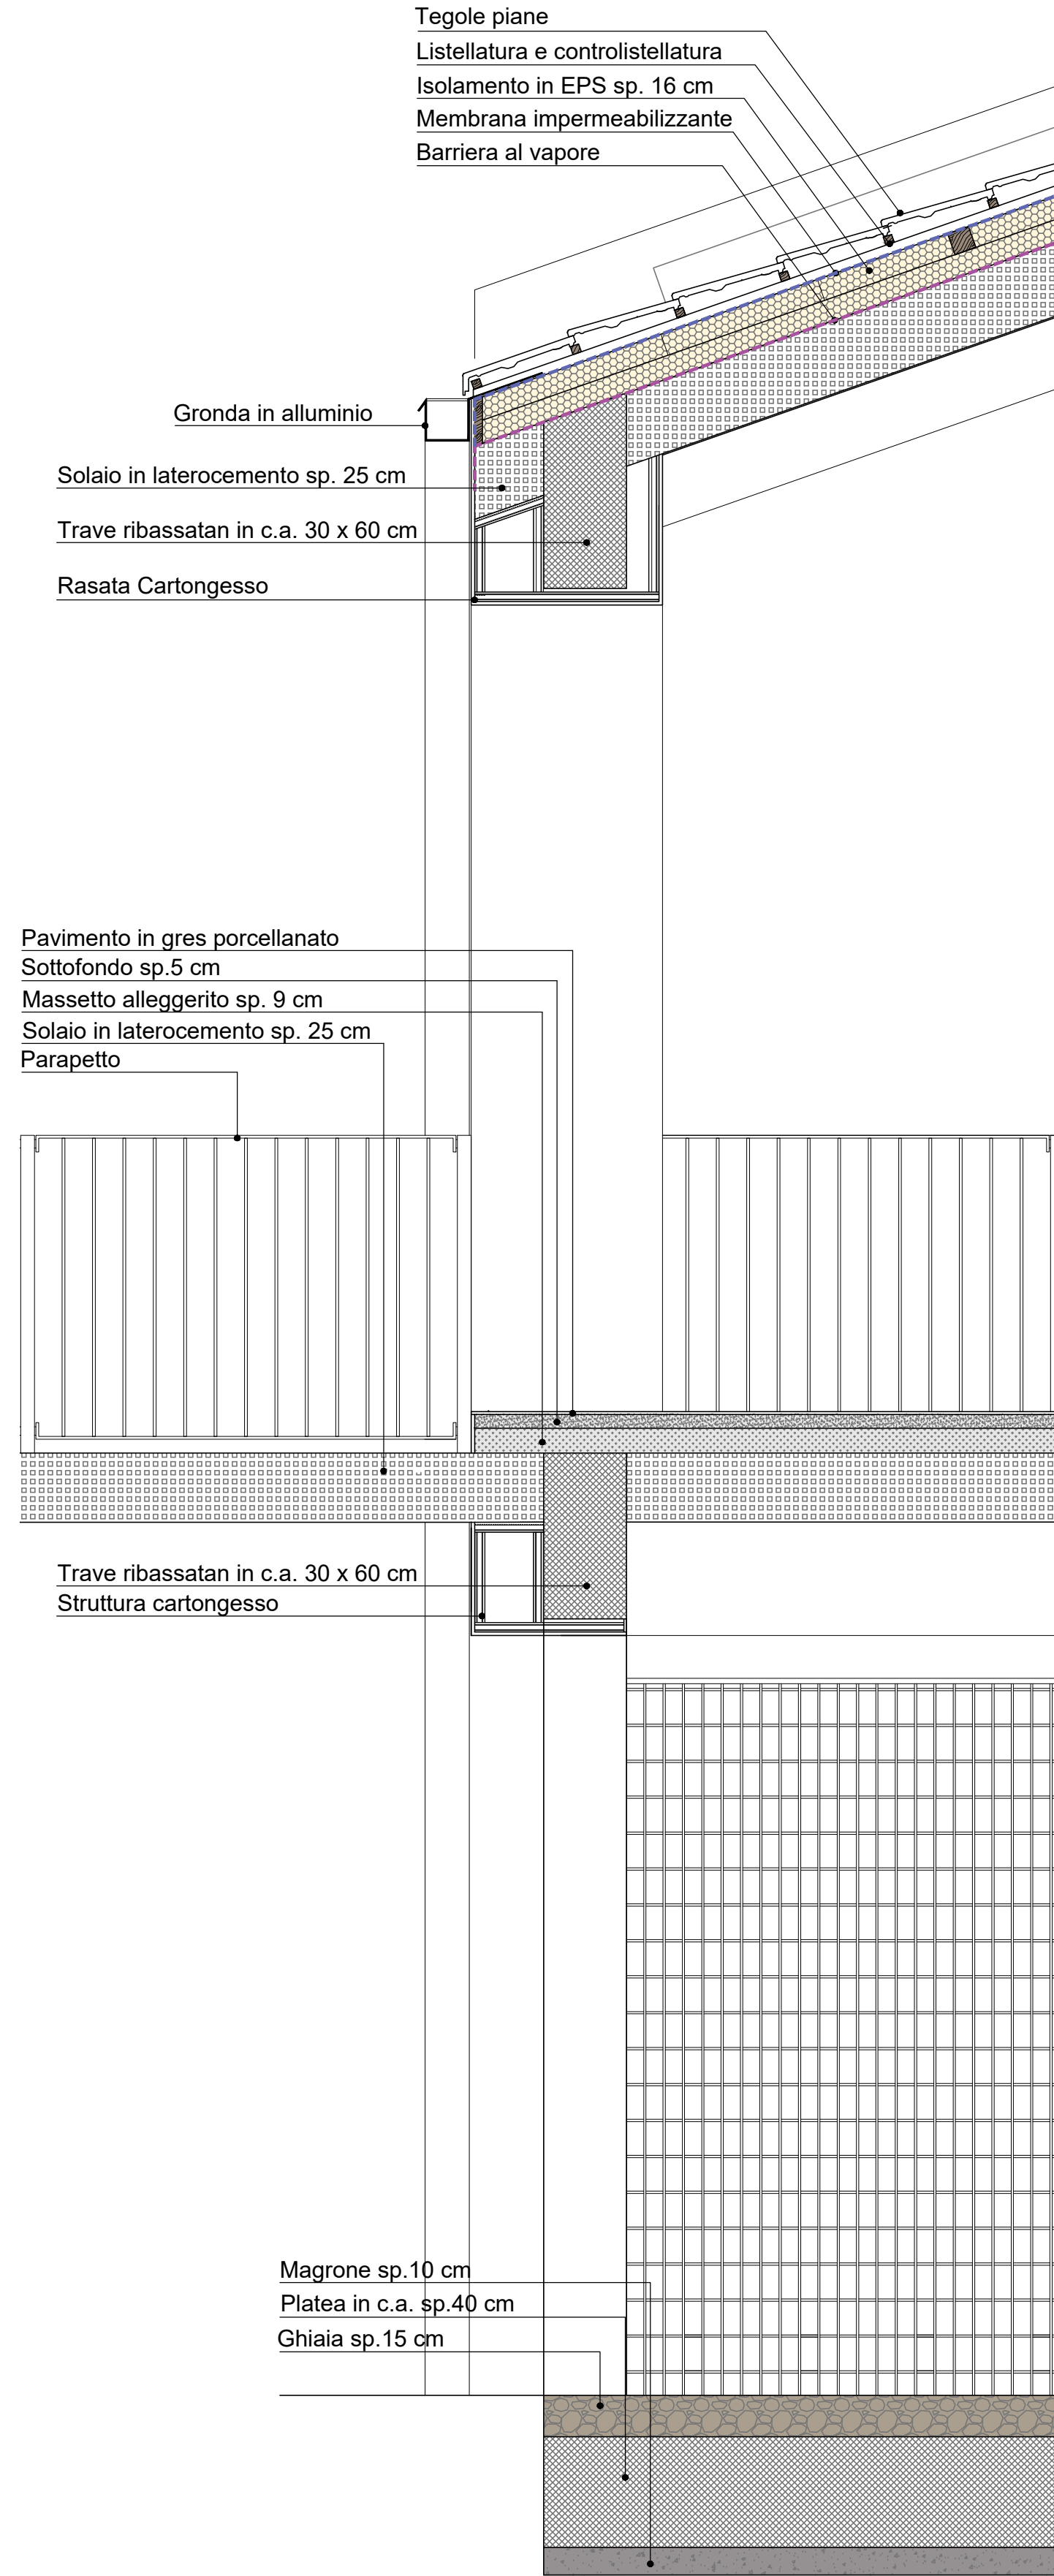 Tegole piane
Listellatura e controlistellatura
Isolamento in EPS sp. 16 cm
Membrana impermeabilizzante
Barriera al vapore
Gronda in alluminio
Solaio in laterocemento sp. 25 cm
Trave ribassatan in c.a. 30 x 60 cm
Rasata Cartongesso
Pavimento in gres porcellanato
Sottofondo sp.5 cm
Massetto alleggerito sp. 9 cm
Solaio in laterocemento sp. 25 cm
Parapetto
Trave ribassatan in c.a. 30 x 60 cm
Struttura cartongesso
Magrone sp.10 cm
Platea in c.a. sp.40 cm
Ghiaia sp.15 cm